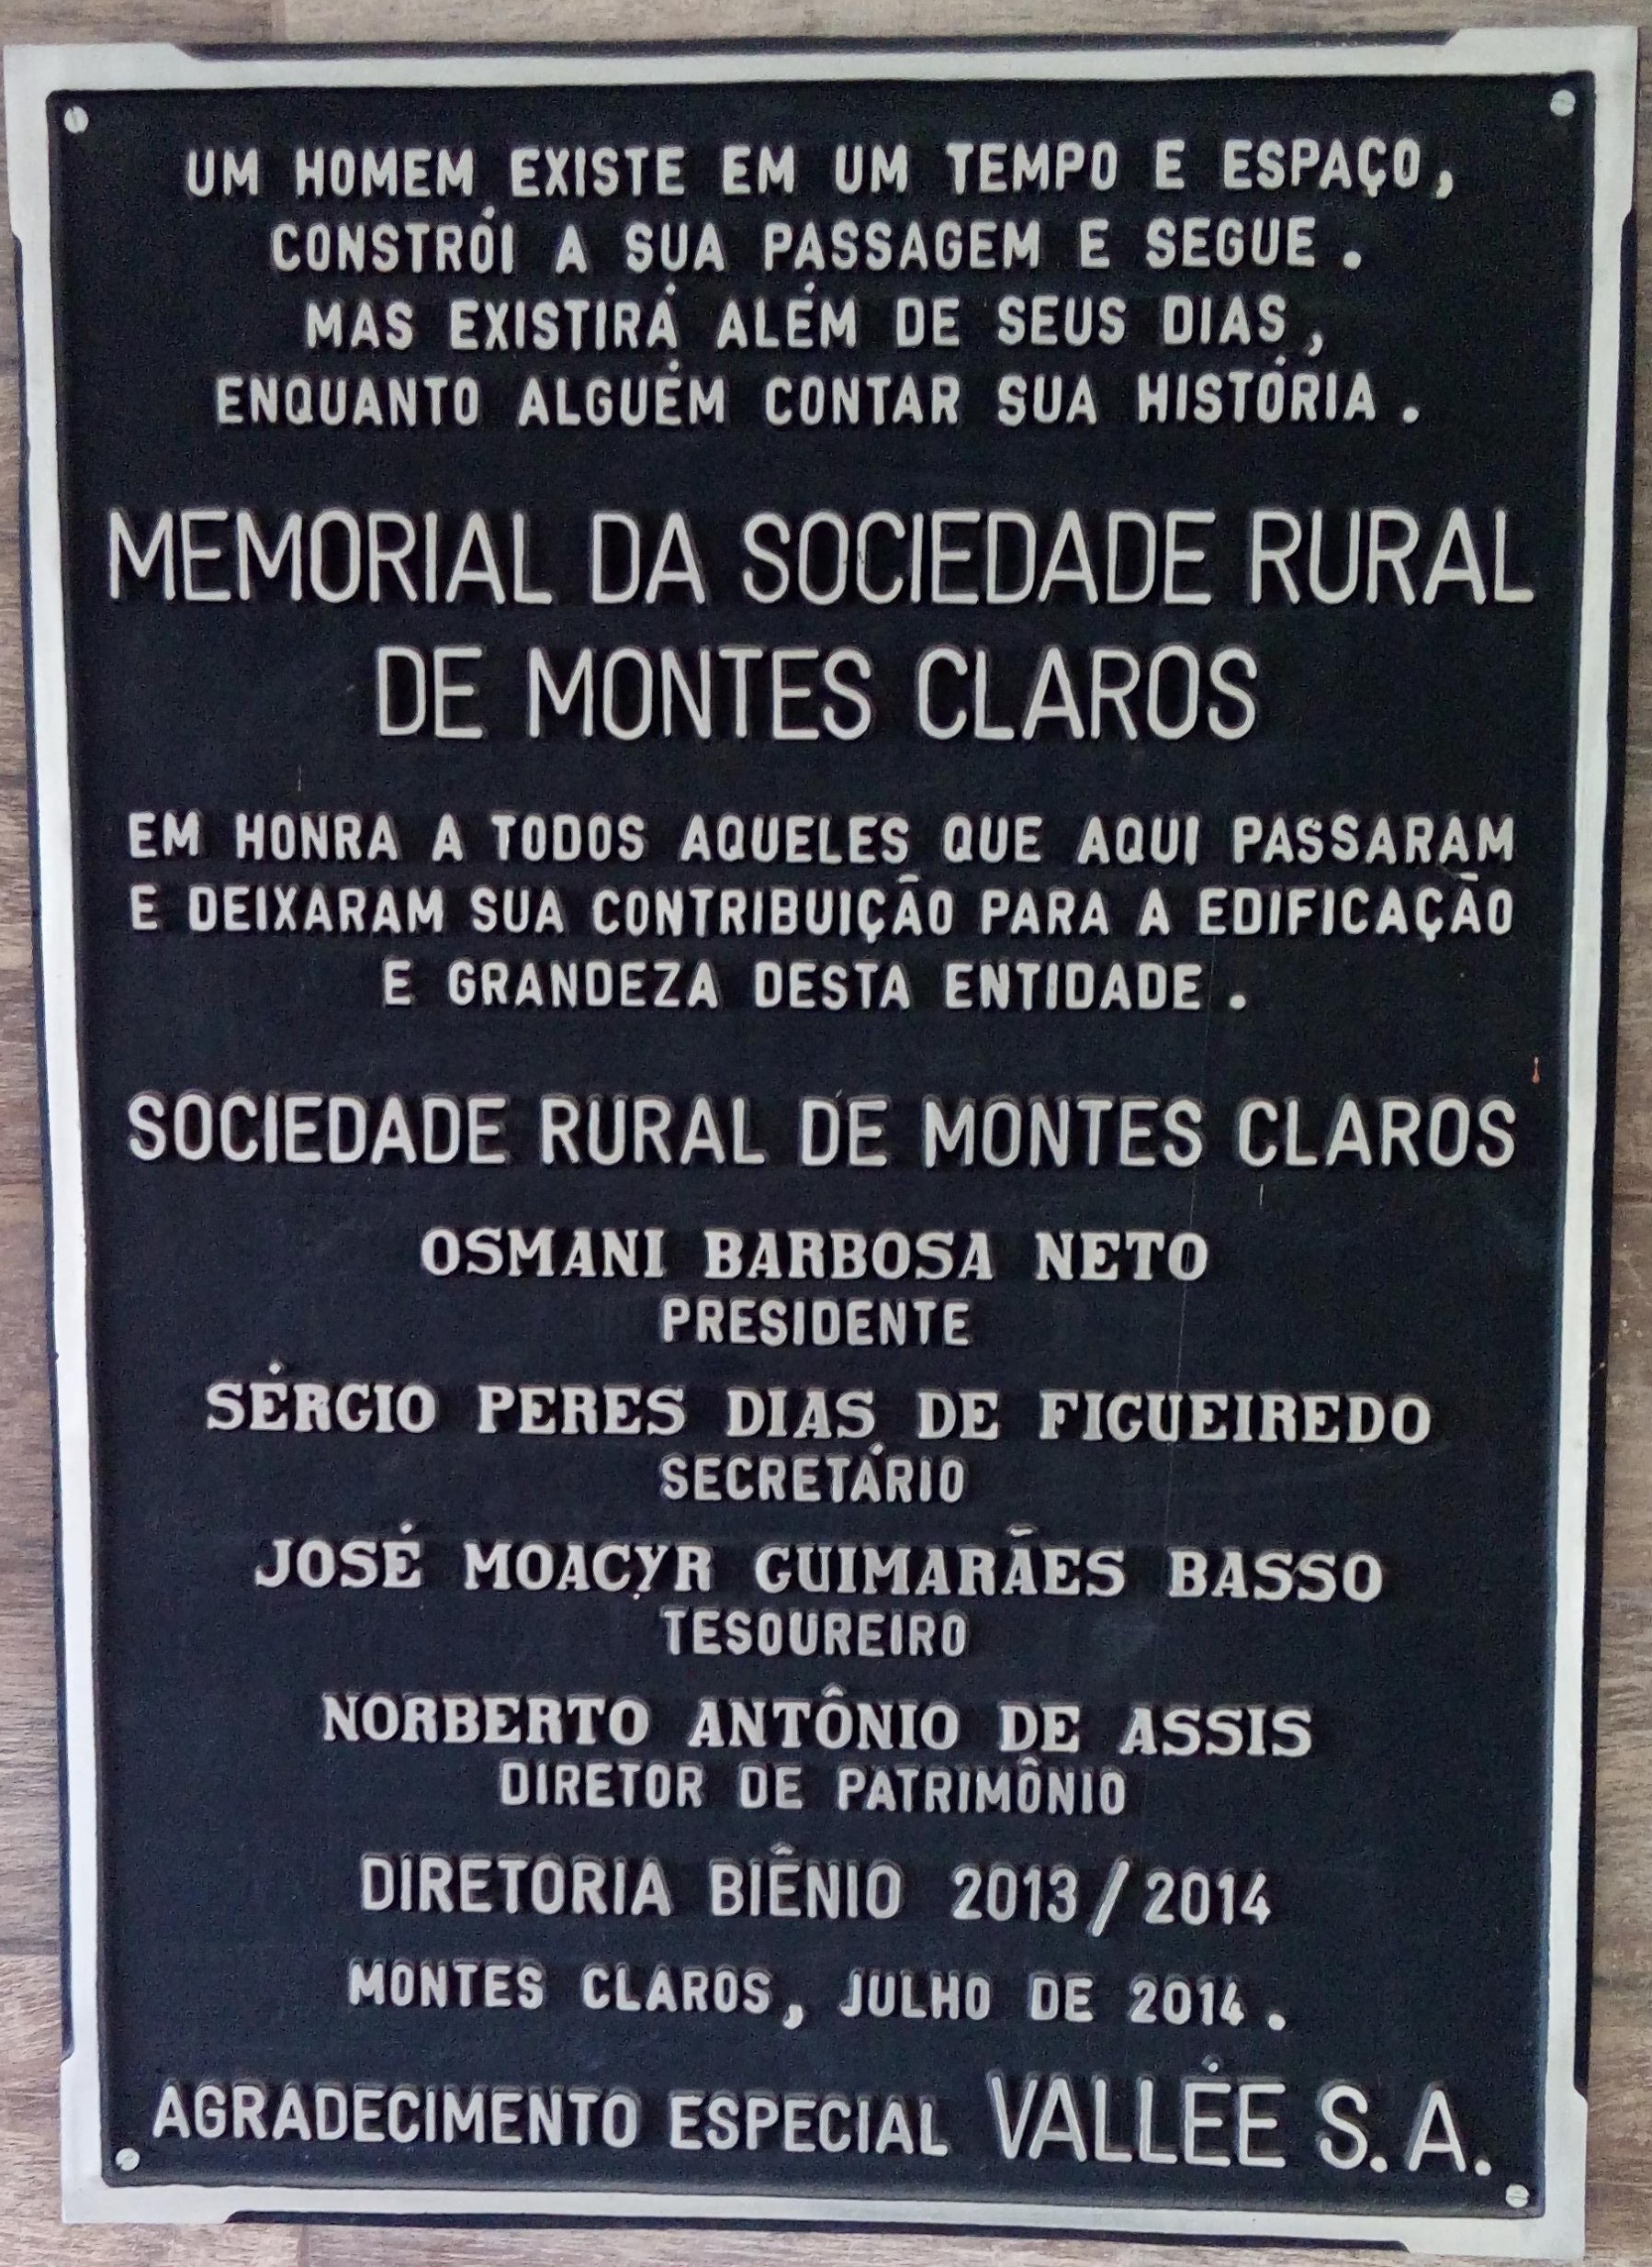 UM HOMEM EXISTE EM UM TEMPO E ESPAÇO,
CONSTRÓI A SUA PASSAGEM E SEGUE.
MAS EXISTIRÁ ALÉM DE SEUS DIAS,
ENQUANTO ALGUÉM CONTAR SUA HISTÓRIA.
MEMORIAL DA SOCIEDADE RURAL
DE MONTES CLAROS
EM HONRA A TODOS AQUELES QUE AQUI PASSARAM
E DEIXARAM SUA CONTRIBUIÇÃO PARA A EDIFICAÇÃO
E GRANDEZA DESTA ENTIDADE.
SOCIEDADE RURAL DE MONTES CLAROS
OSMANI BARBOSA NETO
PRESIDENTE
SÉRGIO PERES DIAS DE FIGUEIREDO
SECRETÁRIO
JOSÉ MOACYR GUIMARÃES BASSO
TESOUREIRO
NORBERTO ANTÔNIO DE ASSIS
DIRETOR DE PATRIMÔNIO
DIRETORIA BIÊNIO 2013/2014
MONTES CLAROS, JULHO DE 2014.
AGRADECIMENTO ESPECIAL VALLÉE S.A.